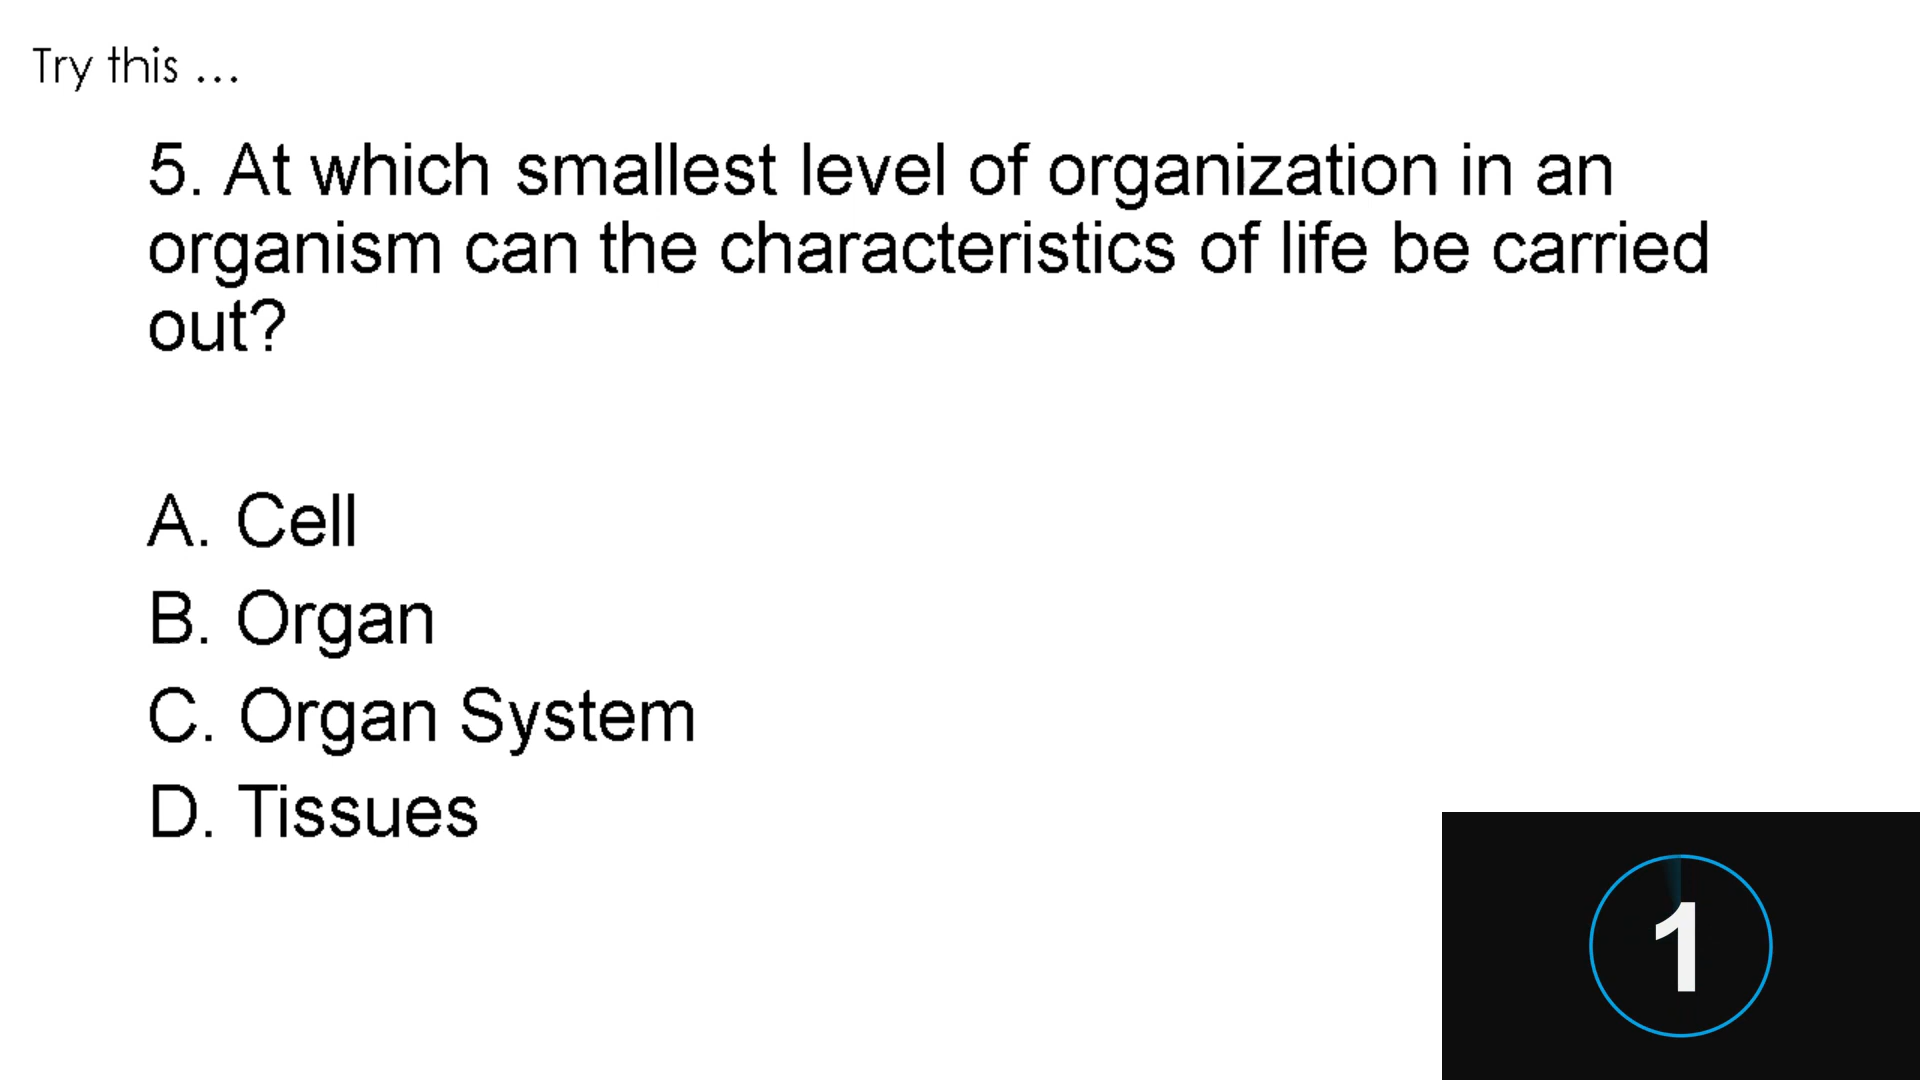 Try this ...
5. At which smallest level of organization in an
organism can the characteristics of life be carried
out?
A. Cell
B. Organ
C. Organ System
D. Tissues
1